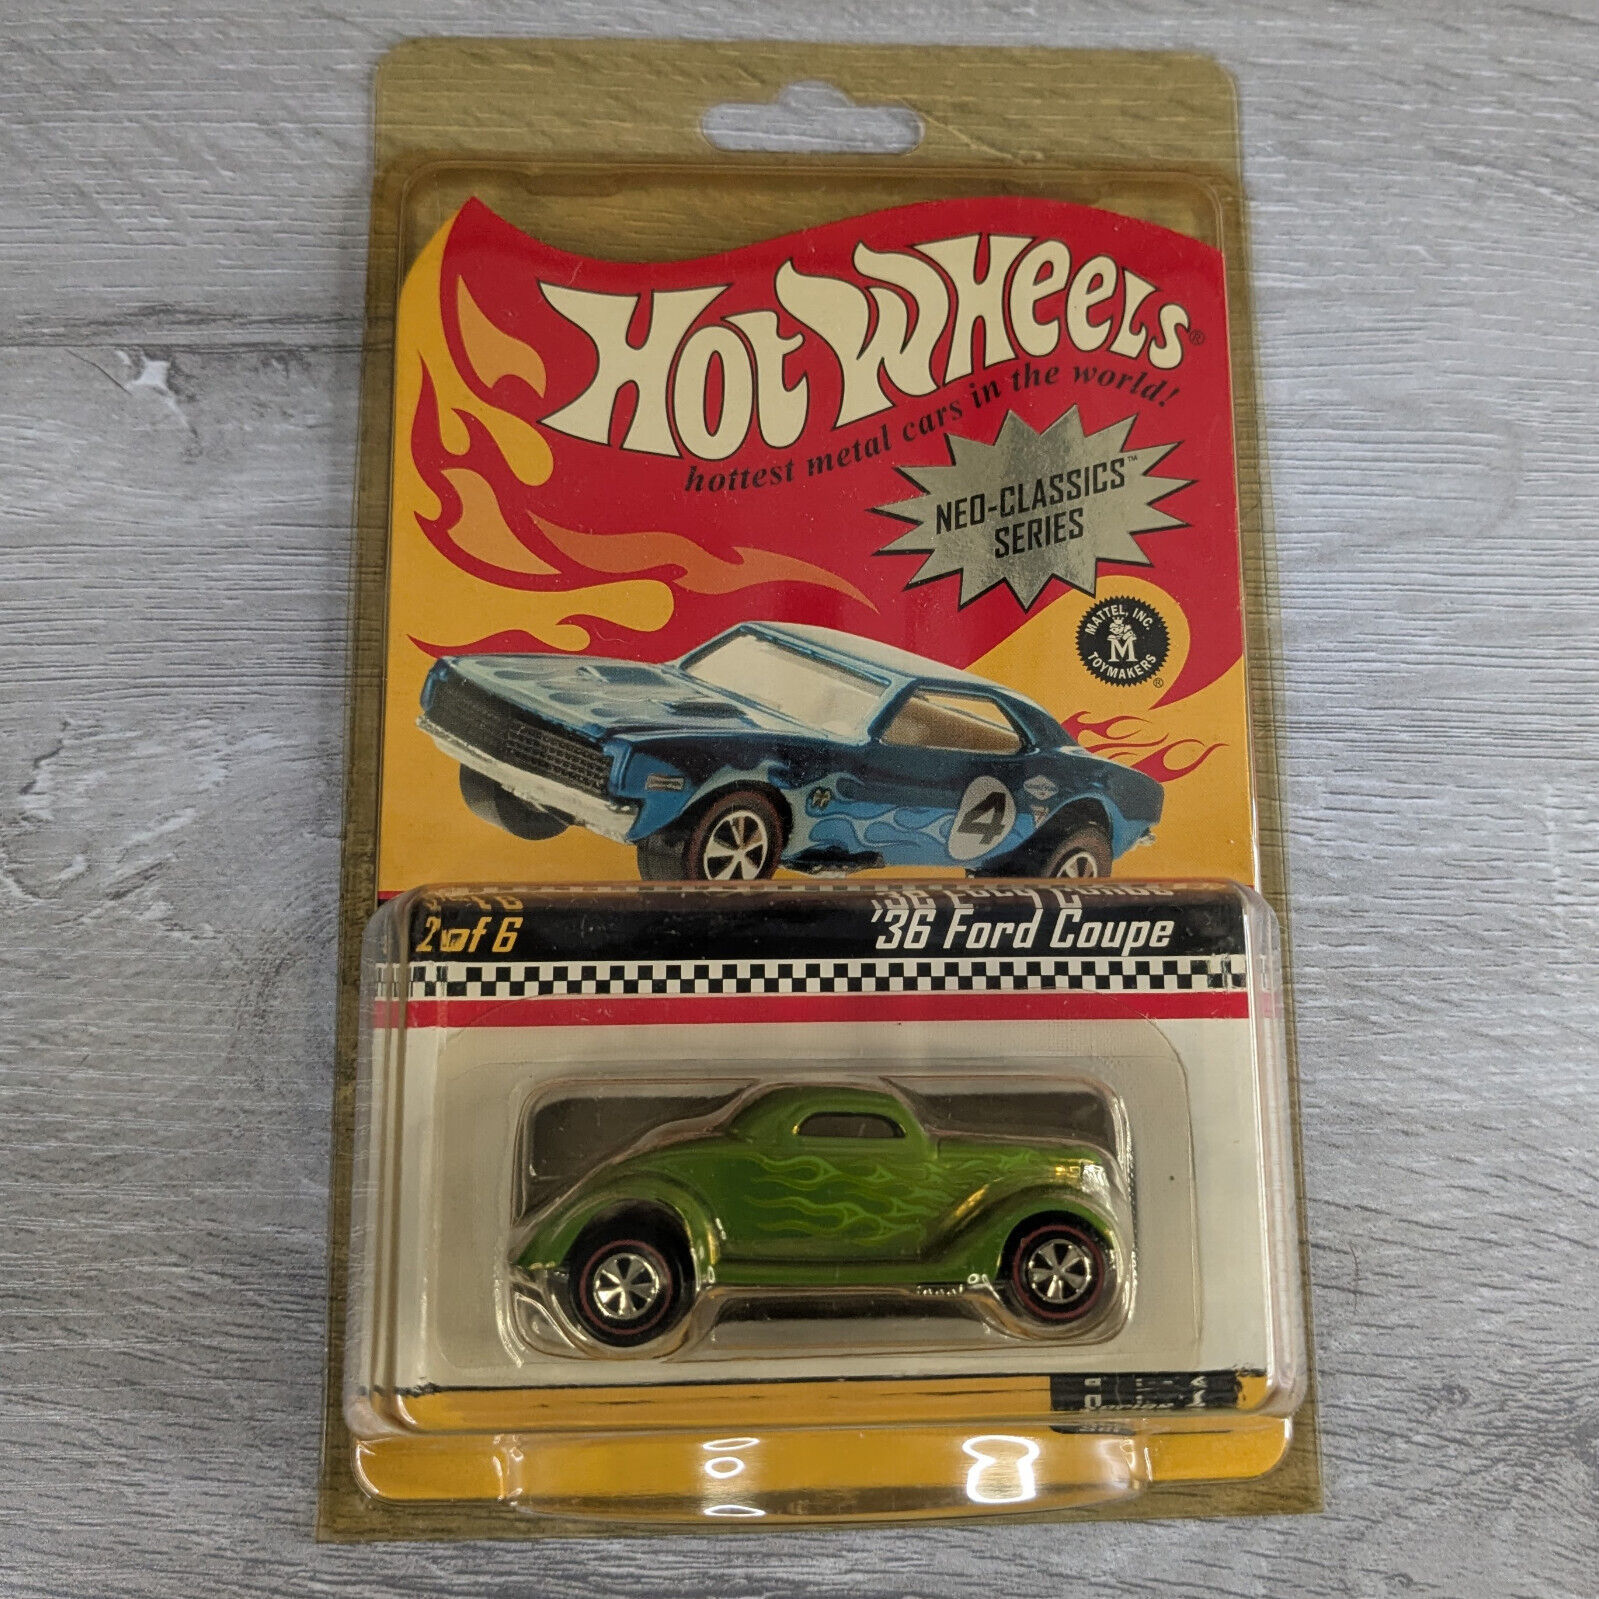 Hot Wheels®
hottest metal cars in the world!
NEO-CLASSICS™
SERIES
MATTEL, INC.
M
TOYMAKERS
®
4
2 of 6
'36 Ford Coupe